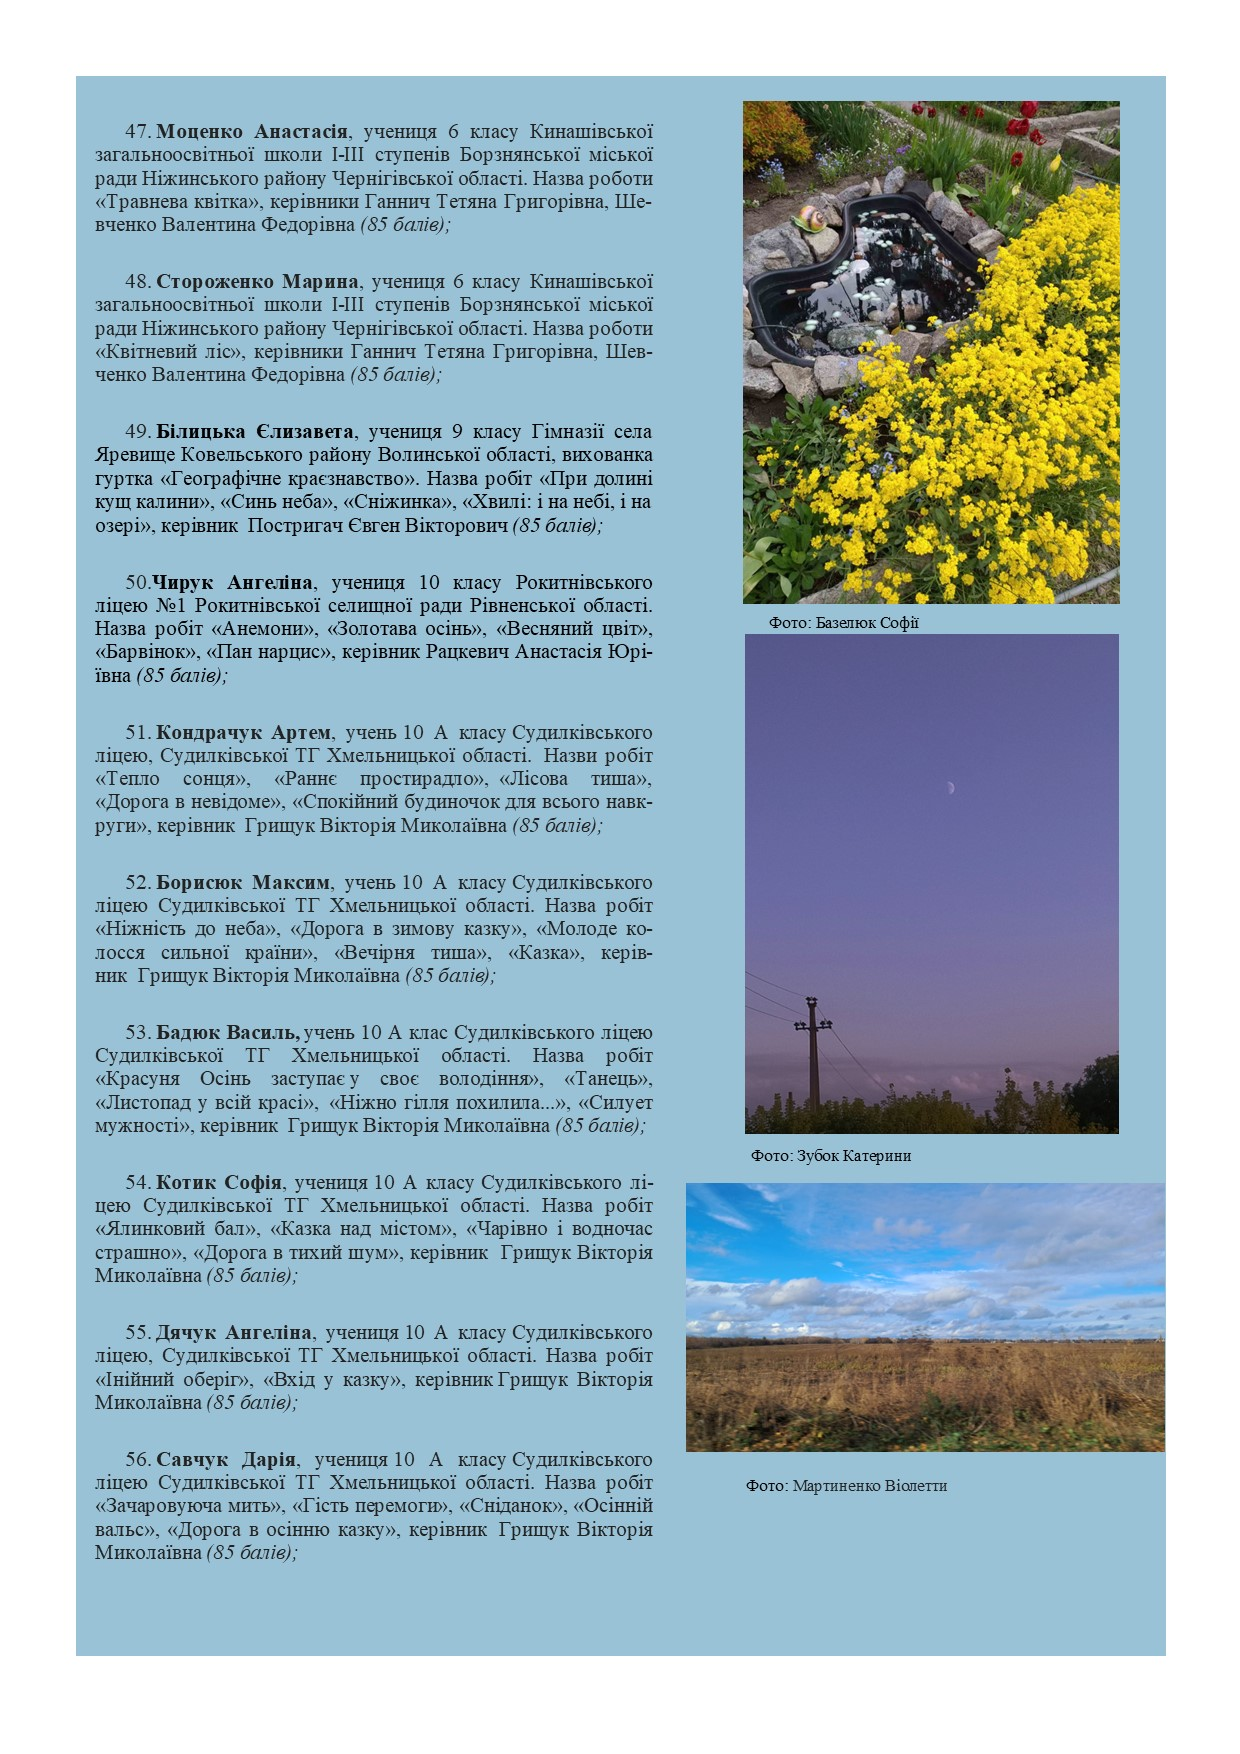 47. Моценко Анастасія, учениця 6 класу Кинашівської
загальноосвітньої школи І-ІІІ ступенів Борзнянської міської
ради Ніжинського району Чернігівської області. Назва роботи
«Травнева квітка», керівники Ганнич Тетяна Григорівна, Ше-
вченко Валентина Федорівна (85 балів);
48. Стороженко Марина, учениця 6 класу Кинашівської
загальноосвітньої школи І-ІІІ ступенів Борзнянської міської
ради Ніжинського району Чернігівської області. Назва роботи
«Квітневий ліс», керівники Ганнич Тетяна Григорівна, Шев-
ченко Валентина Федорівна (85 балів);
49. Білицька Єлизавета, учениця 9 класу Гімназії села
Яревище Ковельського району Волинської області, вихованка
гуртка «Географічне краєзнавство». Назва робіт «При долині
кущ калини», «Синь неба», «Сніжинка», «Хвилі: і на небі, і на
озері», керівник Постригач Євген Вікторович (85 балів);
50.Чирук Ангеліна, учениця 10 класу Рокитнівського
ліцею №1 Рокитнівської селищної ради Рівненської області.
Назва робіт «Анемони», «Золотава осінь», «Весняний цвіт»,
«Барвінок», «Пан нарцис», керівник Рацкевич Анастасія Юрі-
ївна (85 балів);
51. Кондрачук Артем, учень 10 А класу Судилківського
ліцею, Судилківської ТГ Хмельницької області. Назви робіт
«Тепло сонця», «Раннє простирадло», «Лісова тиша»,
«Дорога в невідоме», «Спокійний будиночок для всього навк-
руги», керівник Грищук Вікторія Миколаївна (85 балів);
52. Борисюк Максим, учень 10 А класу Судилківського
ліцею Судилківської ТГ Хмельницької області. Назва робіт
«Ніжність до неба», «Дорога в зимову казку», «Молоде ко-
лосся сильної країни», «Вечірня тиша», «Казка», керів-
ник Грищук Вікторія Миколаївна (85 балів);
53. Бадюк Василь, учень 10 А клас Судилківського ліцею
Судилківської ТГ Хмельницької області. Назва робіт
«Красуня Осінь заступає у своє володіння», «Танець»,
«Листопад у всій красі», «Ніжно гілля похилила...», «Силует
мужності», керівник Грищук Вікторія Миколаївна (85 балів);
54. Котик Софія, учениця 10 А класу Судилківського лі-
цею Судилківської ТГ Хмельницької області. Назва робіт
«Ялинковий бал», «Казка над містом», «Чарівно і водночас
страшно», «Дорога в тихий шум», керівник Грищук Вікторія
Миколаївна (85 балів);
55. Дячук Ангеліна, учениця 10 А класу Судилківського
ліцею, Судилківської ТГ Хмельницької області. Назва робіт
«Інійний оберіг», «Вхід у казку», керівник Грищук Вікторія
Миколаївна (85 балів);
56. Савчук Дарія, учениця 10 А класу Судилківського
ліцею Судилківської ТГ Хмельницької області. Назва робіт
«Зачаровуюча мить», «Гість перемоги», «Сніданок», «Осінній
вальс», «Дорога в осінню казку», керівник Грищук Вікторія
Миколаївна (85 балів);
Фото: Базелюк Софії
Фото: Зубок Катерини
Фото: Мартиненко Віолетти